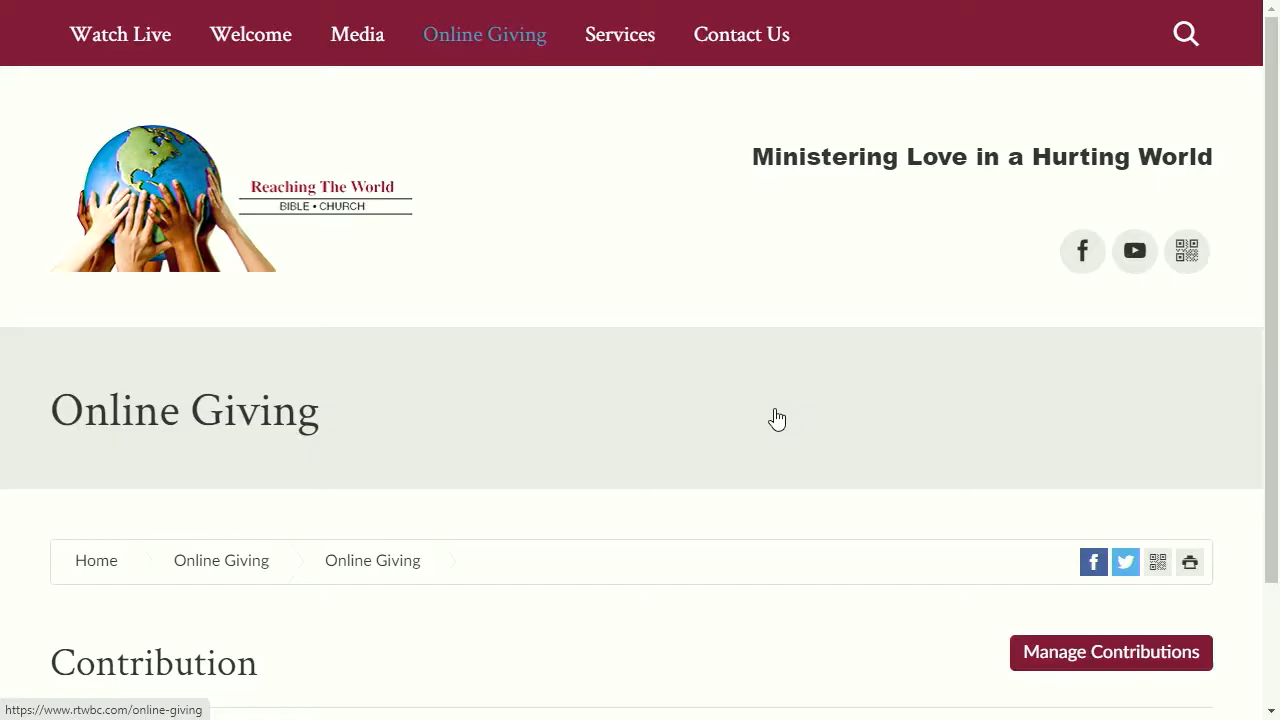 Watch Live Welcome Media Online Giving Services Contact Us
Ministering Love in a Hurting World
Reaching The World
BIBLE • CHURCH
Online Giving
Home Online Giving Online Giving
Contribution
Manage Contributions
https://www.rtwbc.com/online-giving